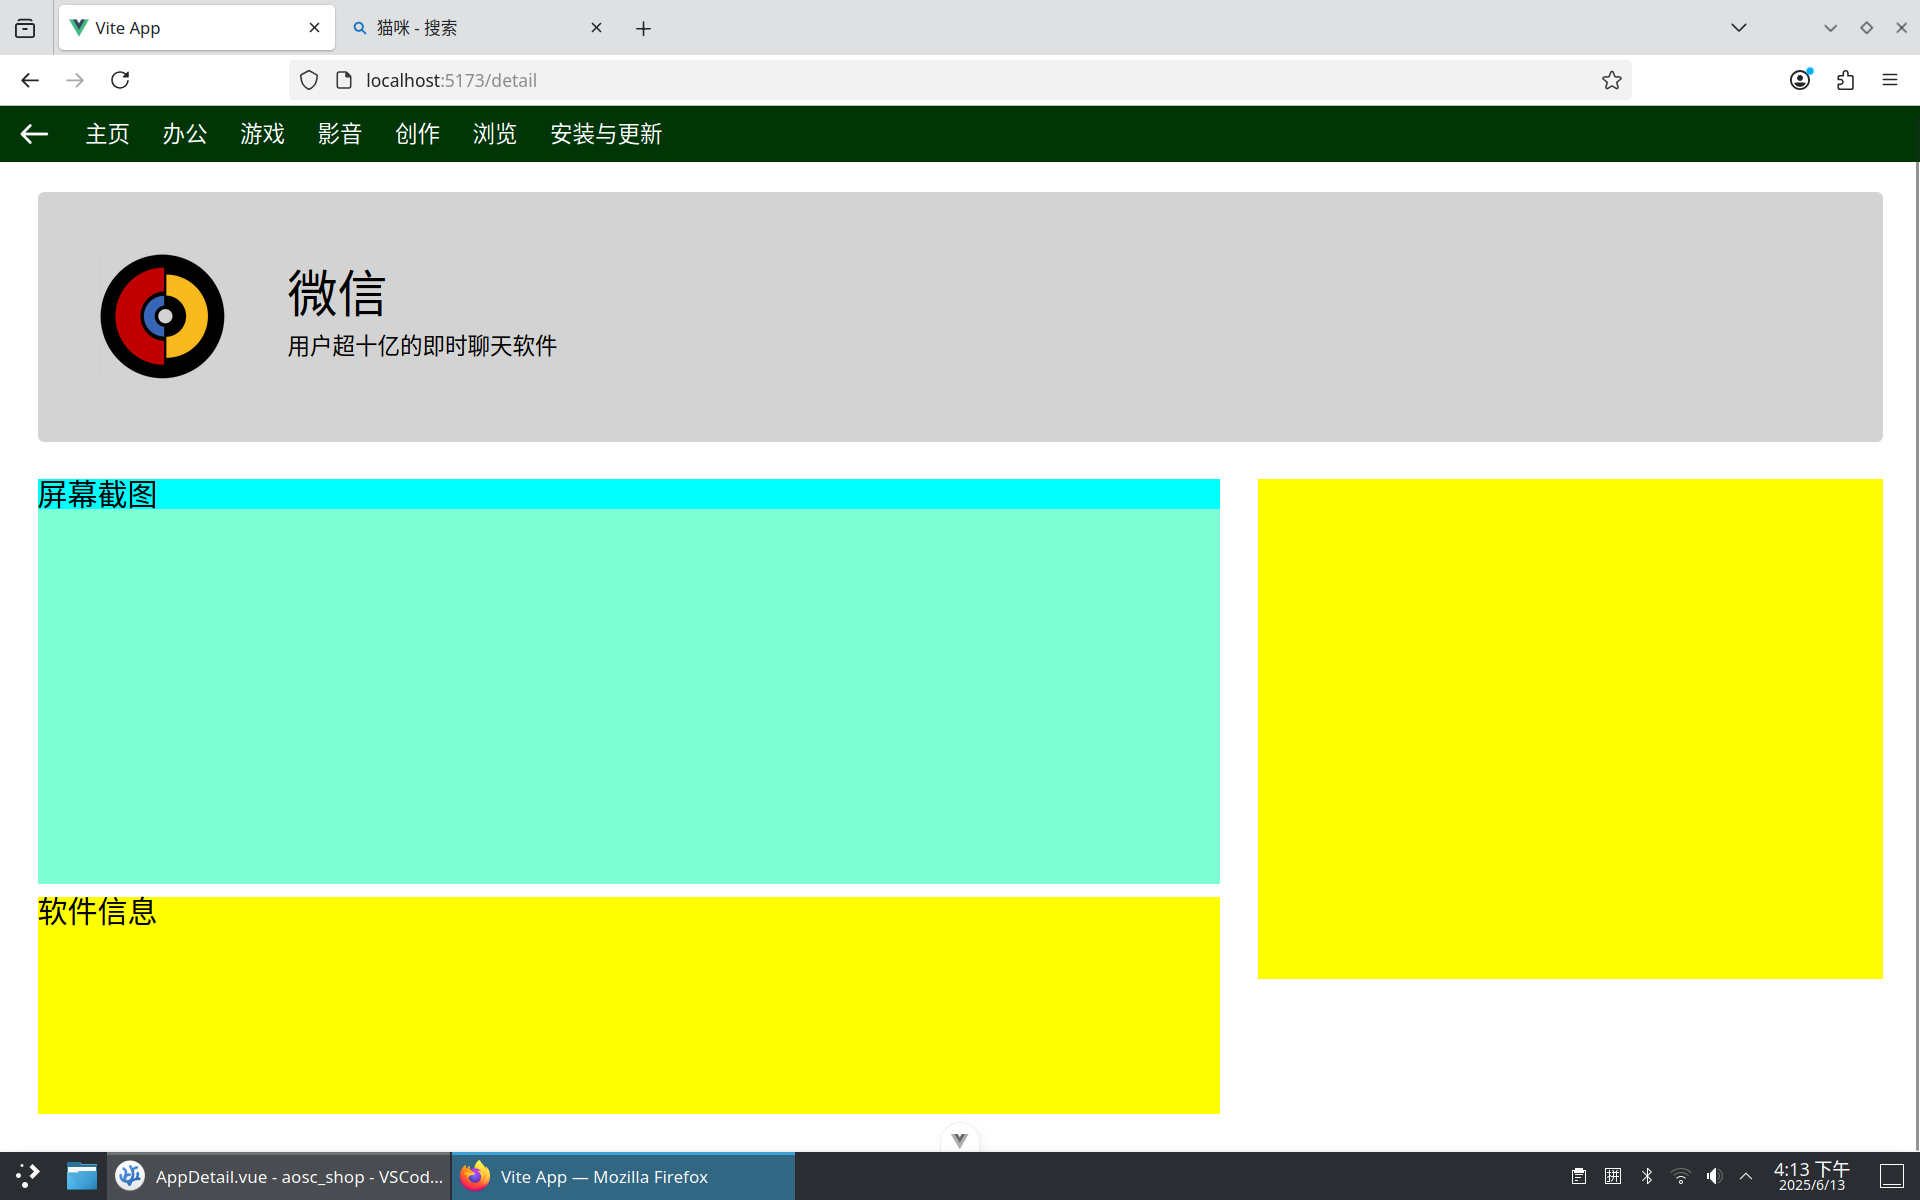 Vite App
猫咪 - 搜索
localhost:5173/detail
主页 办公 游戏 影音 创作 浏览 安装与更新
微信
用户超十亿的即时聊天软件
屏幕截图
软件信息
AppDetail.vue - aosc_shop - VSCod...
Vite App — Mozilla Firefox
拼
4:13 下午
2025/6/13